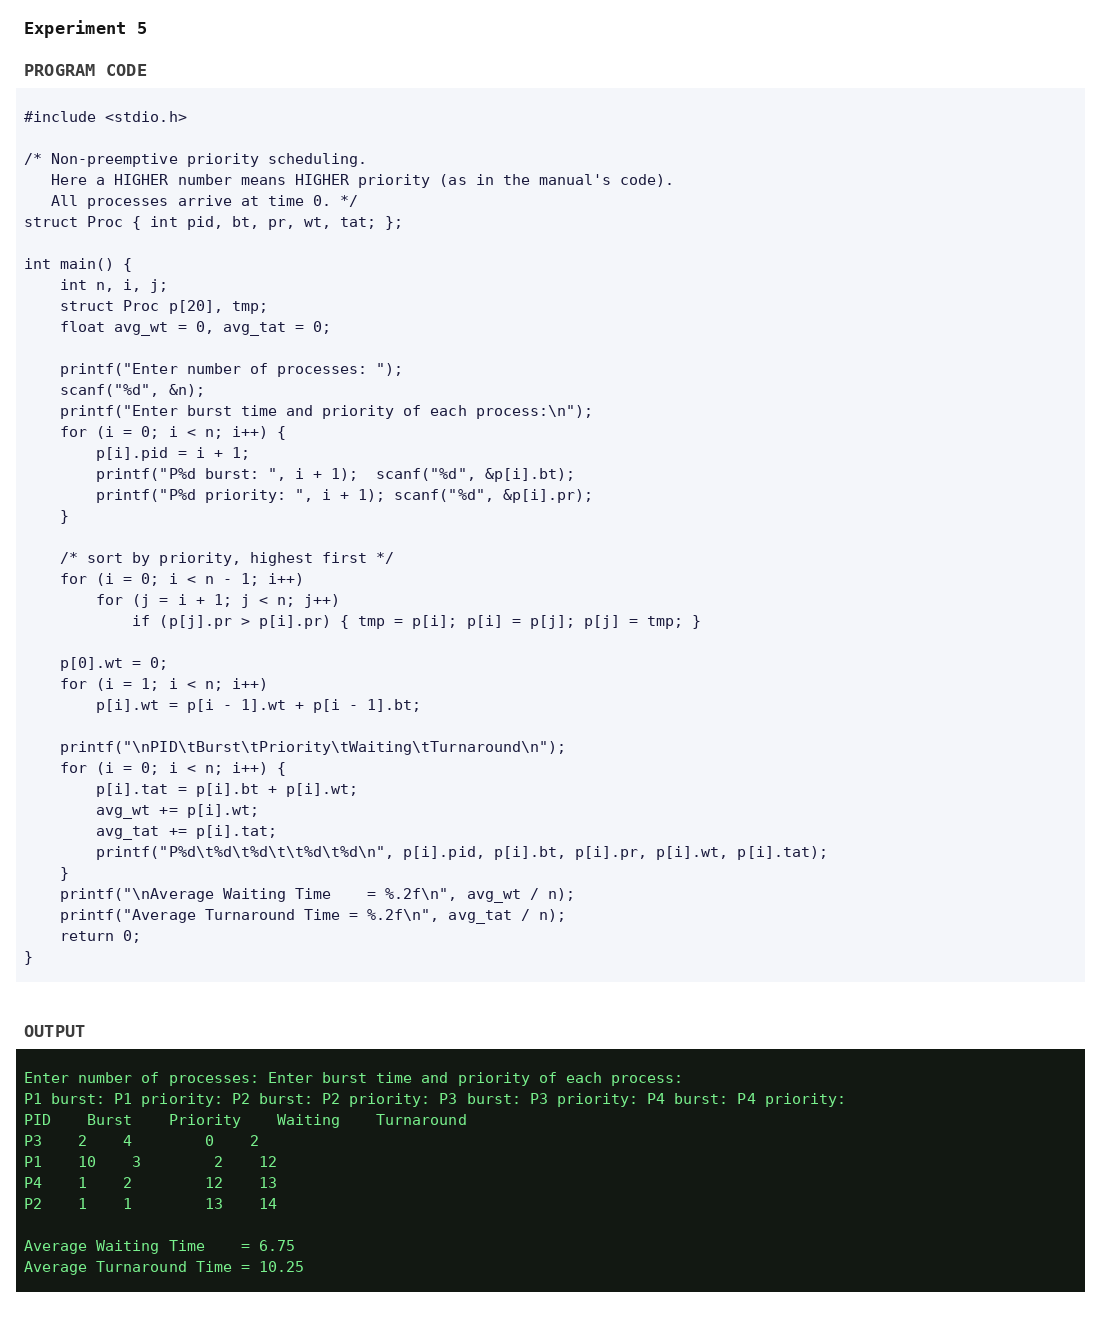 Experiment 5
PROGRAM CODE
#include <stdio.h>
/* Non-preemptive priority scheduling.
   Here a HIGHER number means HIGHER priority (as in the manual's code).
   All processes arrive at time 0. */
struct Proc { int pid, bt, pr, wt, tat; };
int main() {
    int n, i, j;
    struct Proc p[20], tmp;
    float avg_wt = 0, avg_tat = 0;
    printf("Enter number of processes: ");
    scanf("%d", &n);
    printf("Enter burst time and priority of each process:\n");
    for (i = 0; i < n; i++) {
        p[i].pid = i + 1;
        printf("P%d burst: ", i + 1);  scanf("%d", &p[i].bt);
        printf("P%d priority: ", i + 1); scanf("%d", &p[i].pr);
    }
    /* sort by priority, highest first */
    for (i = 0; i < n - 1; i++)
        for (j = i + 1; j < n; j++)
            if (p[j].pr > p[i].pr) { tmp = p[i]; p[i] = p[j]; p[j] = tmp; }
    p[0].wt = 0;
    for (i = 1; i < n; i++)
        p[i].wt = p[i - 1].wt + p[i - 1].bt;
    printf("\nPID\tBurst\tPriority\tWaiting\tTurnaround\n");
    for (i = 0; i < n; i++) {
        p[i].tat = p[i].bt + p[i].wt;
        avg_wt += p[i].wt;
        avg_tat += p[i].tat;
        printf("P%d\t%d\t%d\t\t%d\t%d\n", p[i].pid, p[i].bt, p[i].pr, p[i].wt, p[i].tat);
    }
    printf("\nAverage Waiting Time    = %.2f\n", avg_wt / n);
    printf("Average Turnaround Time = %.2f\n", avg_tat / n);
    return 0;
}
OUTPUT
Enter number of processes: Enter burst time and priority of each process:
P1 burst: P1 priority: P2 burst: P2 priority: P3 burst: P3 priority: P4 burst: P4 priority:
PID    Burst    Priority    Waiting    Turnaround
P3    2    4        0    2
P1    10    3        2    12
P4    1    2        12    13
P2    1    1        13    14
Average Waiting Time    = 6.75
Average Turnaround Time = 10.25